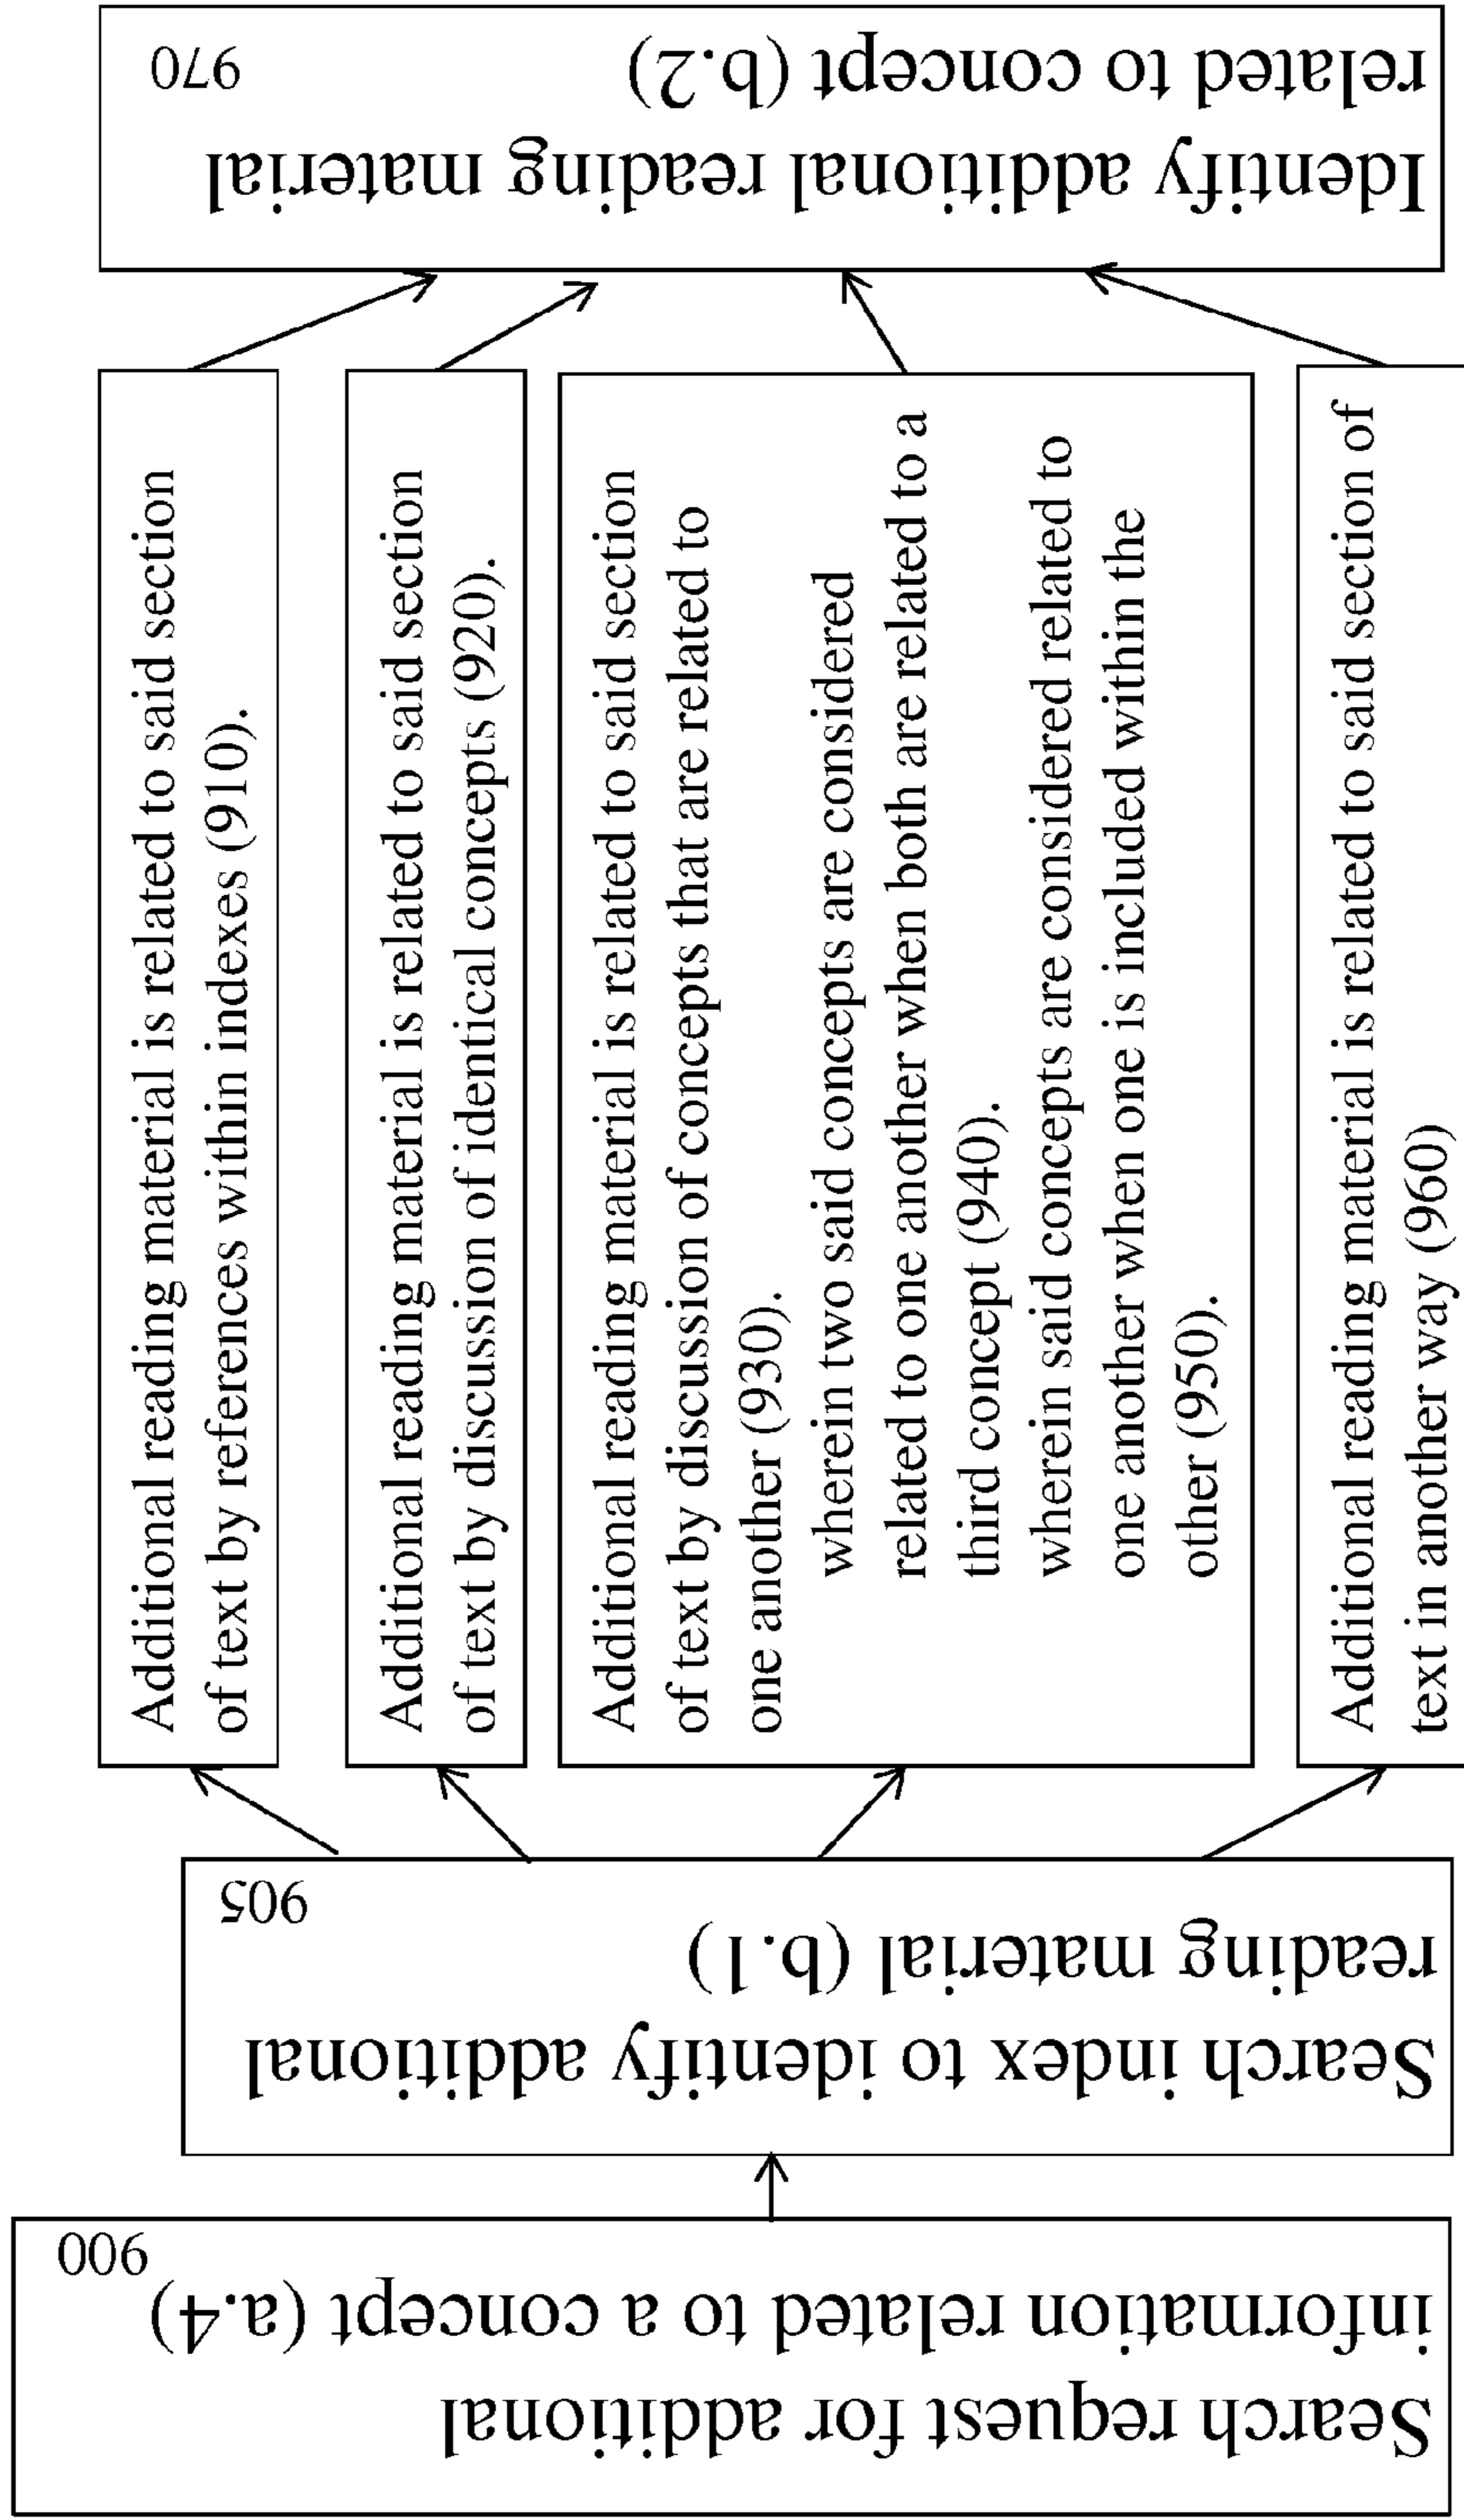 Search request for additional
information related to a concept (a.4)
900
Search index to identify additional
reading material (b.1)
905
Additional reading material is related to said section
of text by references within indexes (910).
Additional reading material is related to said section
of text by discussion of identical concepts (920).
Additional reading material is related to said section
of text by discussion of concepts that are related to
one another (930).
wherein two said concepts are considered
related to one another when both are related to a
third concept (940).
wherein said concepts are considered related to
one another when one is included within the
other (950).
Additional reading material is related to said section of
text in another way (960)
Identify additional reading material
related to concept (b.2)
970